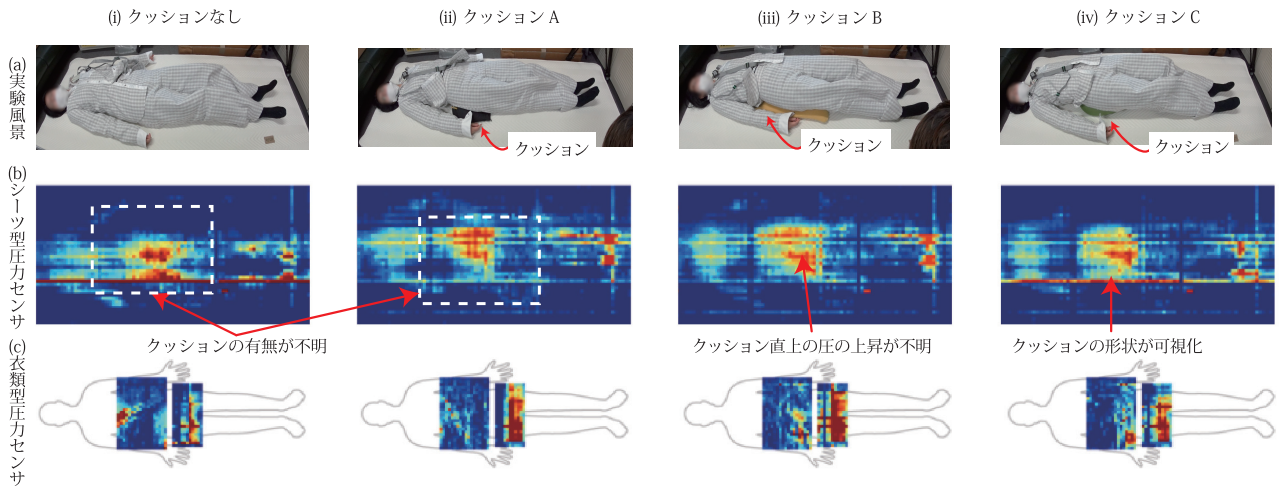 (i) クッションなし
(ii) クッション A
(iii) クッション B
(iv) クッション C
(a)実験風景
クッション
クッション
クッション
(b)シーツ型圧力センサ
クッションの有無が不明
クッション直上の圧の上昇が不明
クッションの形状が可視化
(c)衣類型圧力センサ